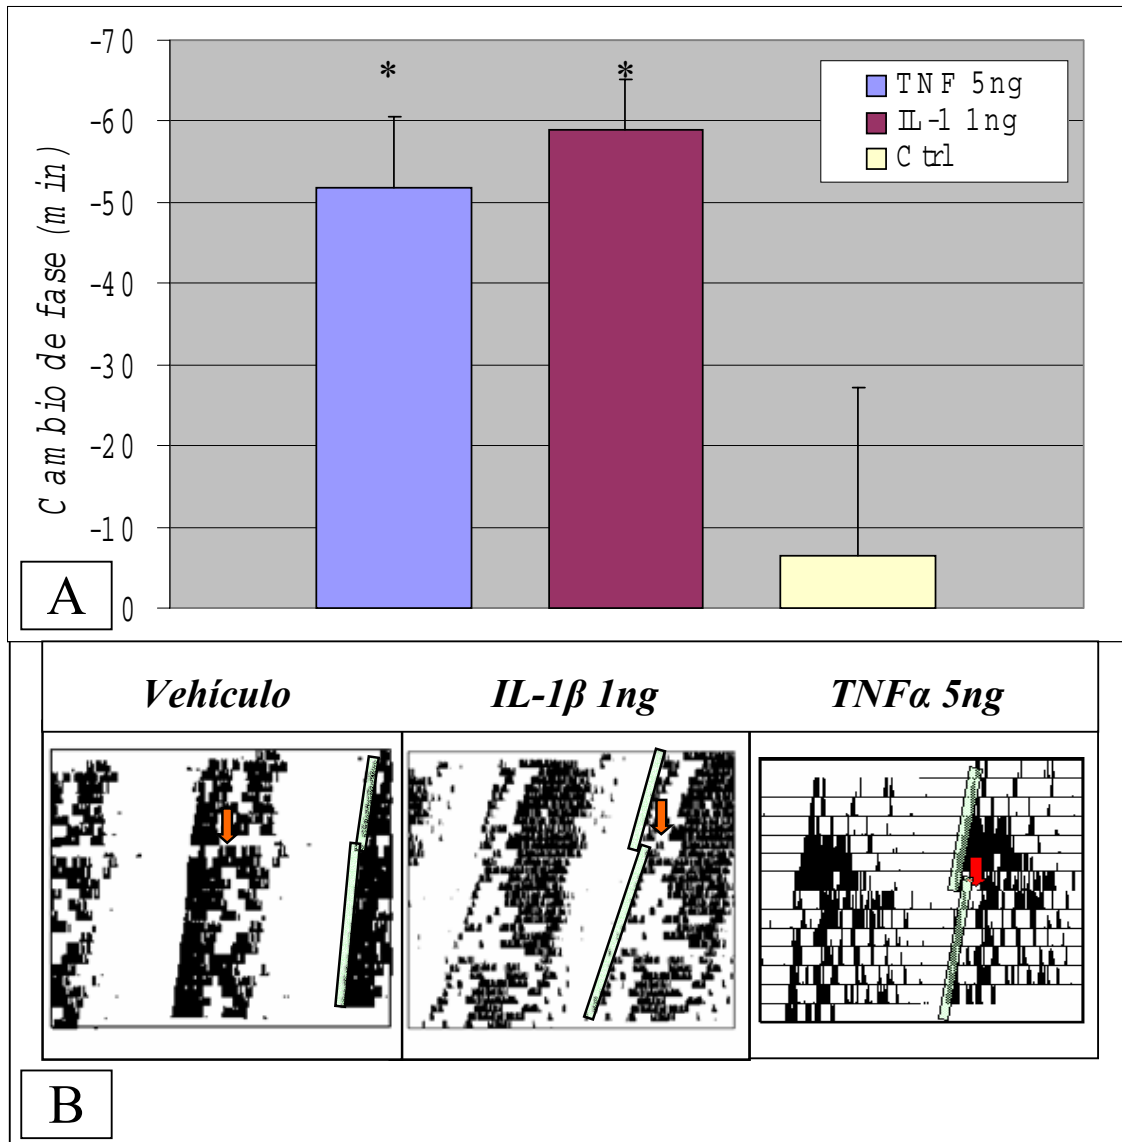 -70
-60
-50
-40
-30
-20
-10
0
Cambio de fase (min)
*
*
TNF 5ng
IL-1 1ng
Ctrl
A
Vehículo
IL-1β 1ng
TNFα 5ng
B